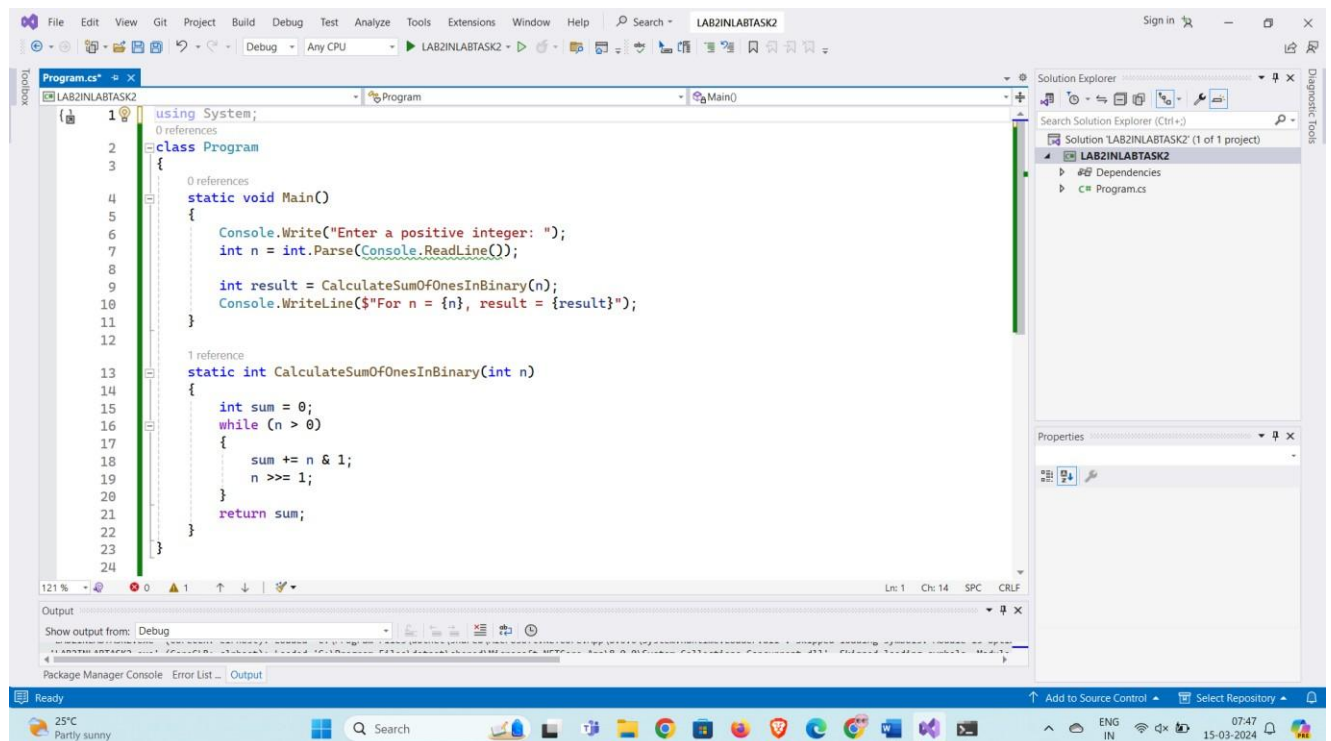 File Edit View Git Project Build Debug Test Analyze Tools Extensions Window Help Search LAB2INLABTASK2 Sign in
Debug Any CPU LAB2INLABTASK2
Toolbox
Program.cs*
LAB2INLABTASK2 Program Main()
1 using System;
0 references
2 class Program
3 {
0 references
4 static void Main()
5 {
6 Console.Write("Enter a positive integer: ");
7 int n = int.Parse(Console.ReadLine());
8
9 int result = CalculateSumOfOnesInBinary(n);
10 Console.WriteLine($"For n = {n}, result = {result}");
11 }
12
1 reference
13 static int CalculateSumOfOnesInBinary(int n)
14 {
15 int sum = 0;
16 while (n > 0)
17 {
18 sum += n & 1;
19 n >>= 1;
20 }
21 return sum;
22 }
23 }
24
121 % 0 1 Ln: 1 Ch: 14 SPC CRLF
Output
Show output from: Debug
Package Manager Console Error List ... Output
Solution Explorer
Search Solution Explorer (Ctrl+;)
Solution 'LAB2INLABTASK2' (1 of 1 project)
LAB2INLABTASK2
Dependencies
C# Program.cs
Properties
Diagnostic Tools
Ready Add to Source Control Select Repository
25°C
Partly sunny
Search
ENG
IN
07:47
15-03-2024